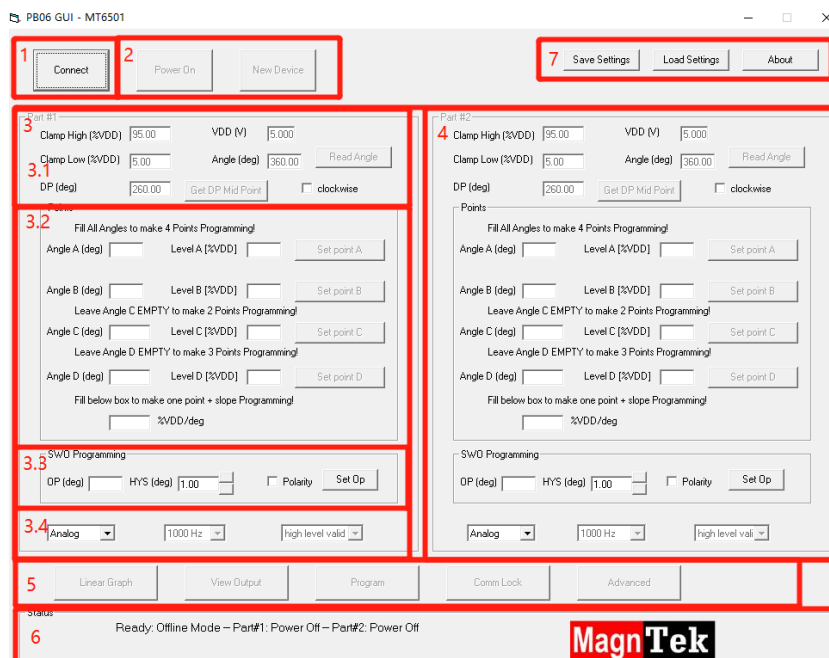 PB06 GUI - MT6501
1 Connect 2 Power On New Device 7 Save Settings Load Settings About
Part #1 Part #2
3 Clamp High (%VDD) 95.00 VDD (V) 5.000 4 Clamp High (%VDD) 95.00 VDD (V) 5.000
Clamp Low (%VDD) 5.00 Angle (deg) 360.00 Read Angle Clamp Low (%VDD) 5.00 Angle (deg) 360.00 Read Angle
3.1
DP (deg) 260.00 Get DP Mid Point clockwise DP (deg) 260.00 Get DP Mid Point clockwise
3.2 Points Points
Fill All Angles to make 4 Points Programming! Fill All Angles to make 4 Points Programming!
Angle A (deg) Level A [%VDD] Set point A Angle A (deg) Level A [%VDD] Set point A
Angle B (deg) Level B [%VDD] Set point B Angle B (deg) Level B [%VDD] Set point B
Leave Angle C EMPTY to make 2 Points Programming! Leave Angle C EMPTY to make 2 Points Programming!
Angle C (deg) Level C [%VDD] Set point C Angle C (deg) Level C [%VDD] Set point C
Leave Angle D EMPTY to make 3 Points Programming! Leave Angle D EMPTY to make 3 Points Programming!
Angle D (deg) Level D [%VDD] Set point D Angle D (deg) Level D [%VDD] Set point D
Fill below box to make one point + slope Programming! Fill below box to make one point + slope Programming!
%VDD/deg %VDD/deg
3.3 SWO Programming SWO Programming
OP (deg) HYS (deg) 1.00 Polarity Set Op OP (deg) HYS (deg) 1.00 Polarity Set Op
3.4 Analog 1000 Hz high level valid Analog 1000 Hz high level vali
5 Linear Graph View Output Program Comm Lock Advanced
Status
6 Ready: Offline Mode -- Part#1: Power Off -- Part#2: Power Off
MagnTek